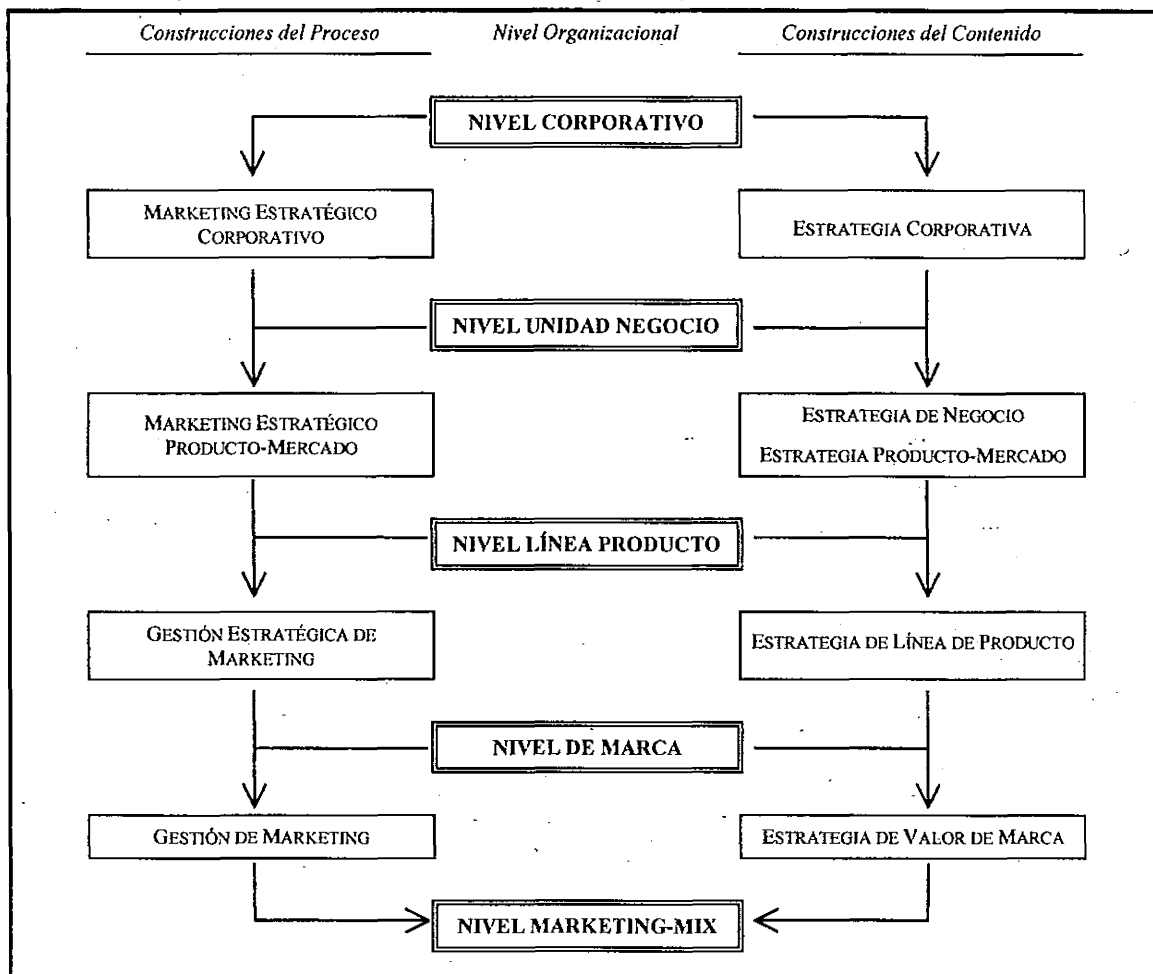 Construcciones del Proceso
Nivel Organizacional
Construcciones del Contenido
NIVEL CORPORATIVO
MARKETING ESTRATÉGICO
CORPORATIVO
ESTRATEGIA CORPORATIVA
NIVEL UNIDAD NEGOCIO
MARKETING ESTRATÉGICO
PRODUCTO-MERCADO
ESTRATEGIA DE NEGOCIO
ESTRATEGIA PRODUCTO-MERCADO
NIVEL LÍNEA PRODUCTO
GESTIÓN ESTRATÉGICA DE
MARKETING
ESTRATEGIA DE LÍNEA DE PRODUCTO
NIVEL DE MARCA
GESTIÓN DE MARKETING
ESTRATEGIA DE VALOR DE MARCA
NIVEL MARKETING-MIX